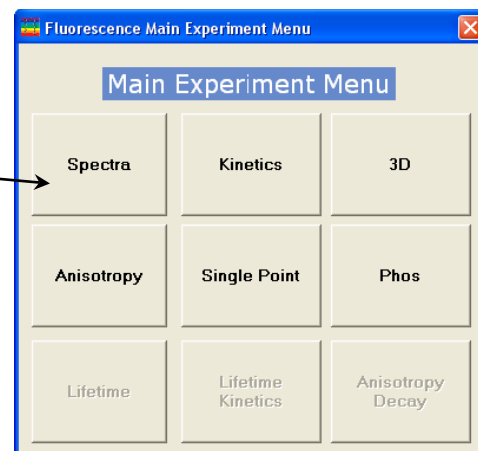 Fluorescence Main Experiment Menu
Main Experiment Menu
Spectra
Kinetics
3D
Anisotropy
Single Point
Phos
Lifetime
Lifetime
Kinetics
Anisotropy
Decay